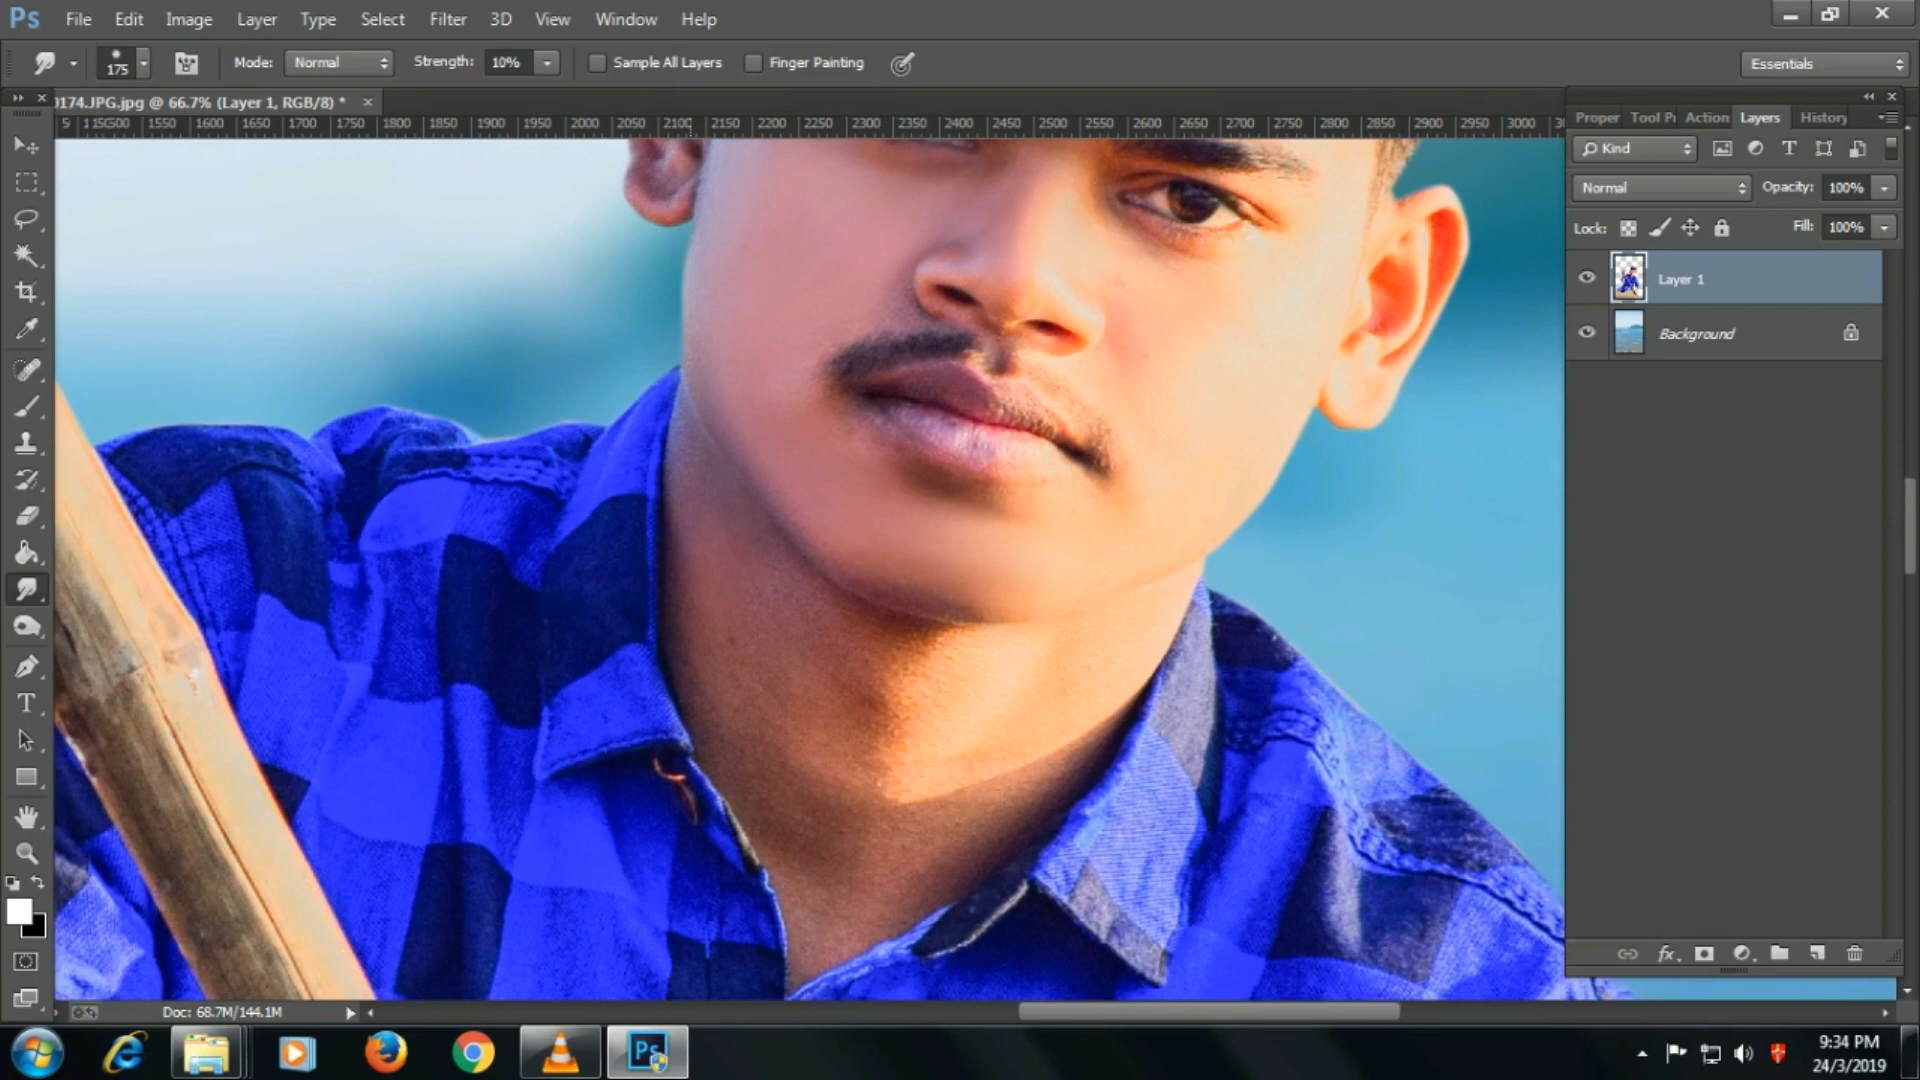 Ps File Edit Image Layer Type Select Filter 3D View Window Help
175 Mode: Normal Strength: 10% Sample All Layers Finger Painting Essentials
0174.JPG.jpg @ 66.7% (Layer 1, RGB/8) *
1550 1600 1650 1700 1750 1800 1850 1900 1950 2000 2050 2100 2150 2200 2250 2300 2350 2400 2450 2500 2550 2600 2650 2700 2750 2800 2850 2900 2950 3000
Proper Tool Pr Action Layers History
Kind
Normal Opacity: 100%
Lock: Fill: 100%
Layer 1
Background
fx
Doc: 68.7M/144.1M
Ps
9:34 PM
24/3/2019